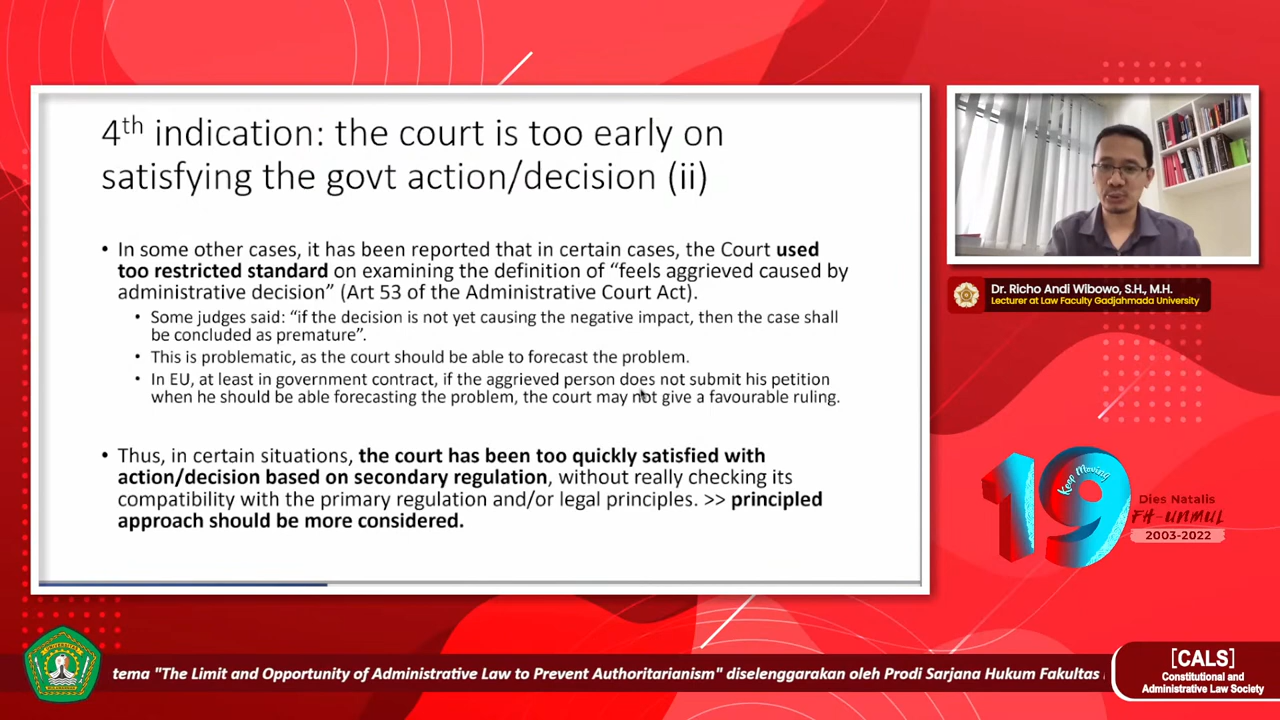 4th indication: the court is too early on
satisfying the govt action/decision (ii)
• In some other cases, it has been reported that in certain cases, the Court used
too restricted standard on examining the definition of “feels aggrieved caused by
administrative decision” (Art 53 of the Administrative Court Act).
• Some judges said: “if the decision is not yet causing the negative impact, then the case shall
be concluded as premature”.
• This is problematic, as the court should be able to forecast the problem.
• In EU, at least in government contract, if the aggrieved person does not submit his petition
when he should be able forecasting the problem, the court may not give a favourable ruling.
• Thus, in certain situations, the court has been too quickly satisfied with
action/decision based on secondary regulation, without really checking its
compatibility with the primary regulation and/or legal principles. >> principled
approach should be more considered.
Dr. Richo Andi Wibowo, S.H., M.H.
Lecturer at Law Faculty Gadjahmada University
19
Keep Moving
Dies Natalis
FH-UNMUL
2003-2022
tema "The Limit and Opportunity of Administrative Law to Prevent Authoritarianism" diselenggarakan oleh Prodi Sarjana Hukum Fakultas
[CALS]
Constitutional and
Administrative Law Society